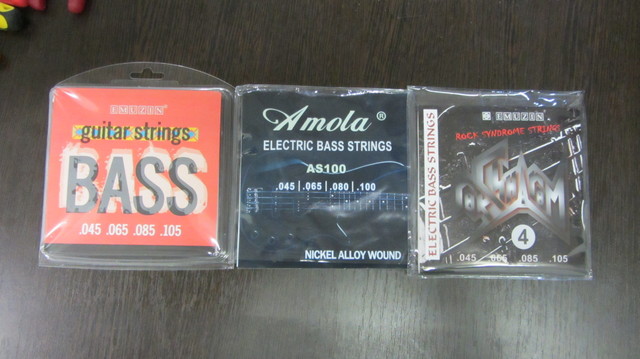 EMUZIN
guitar strings
BASS
.045 .065 .085 .105
Amola®
ELECTRIC BASS STRINGS
AS100
.045 .065 .080 .100
NICKEL ALLOY WOUND
EMUZIN
ROCK SYNDROME STRINGS
ELECTRIC BASS STRINGS
4
.045 .065 .085 .105